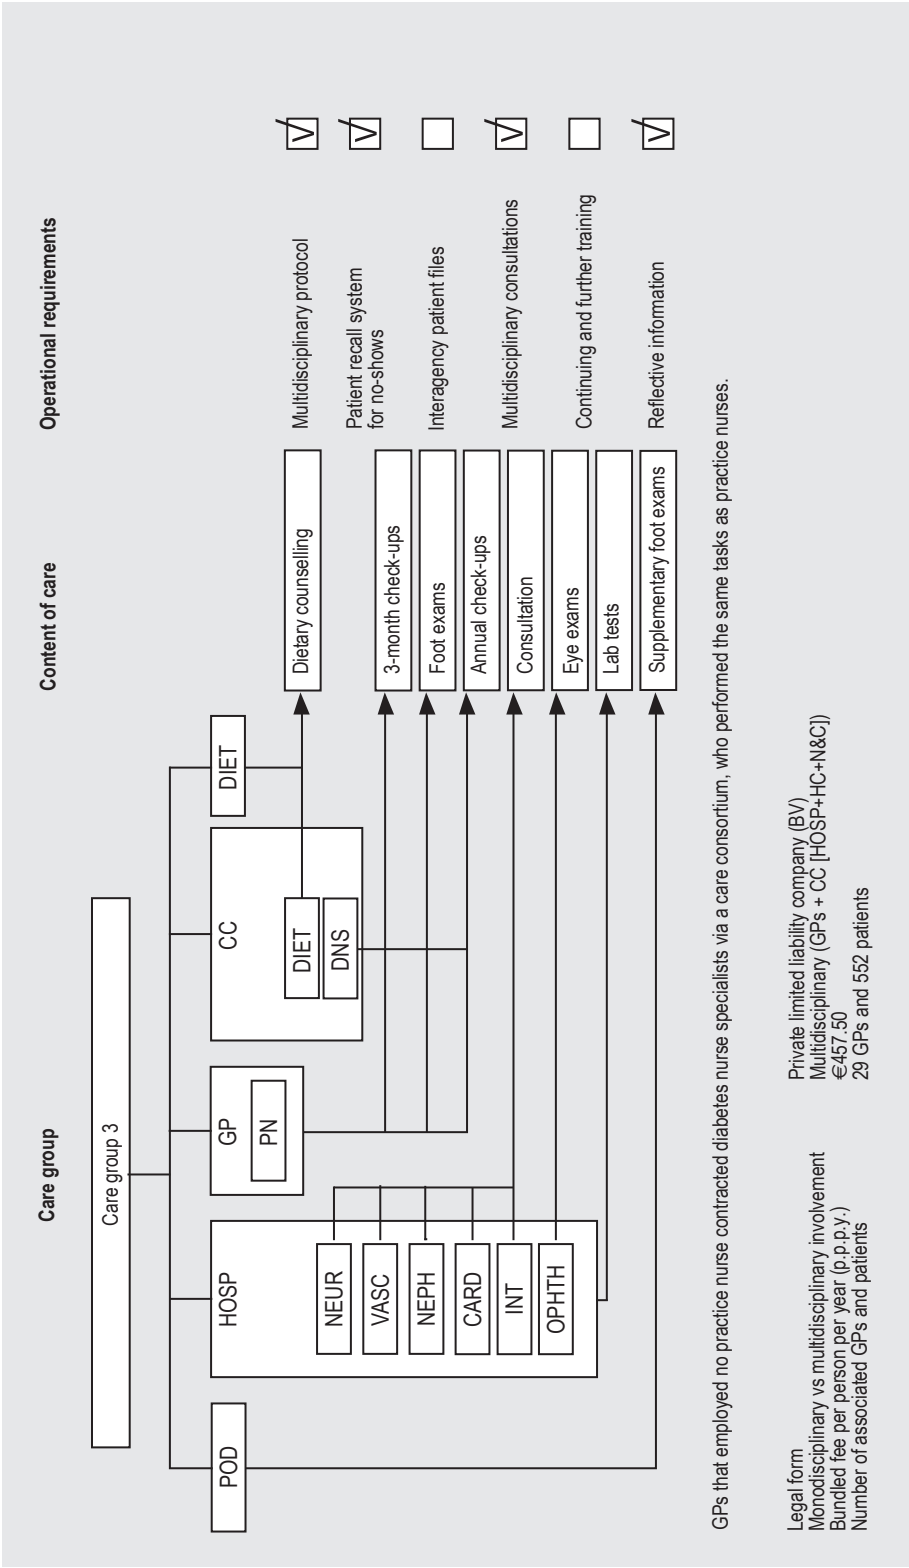 Care group
Content of care
Operational requirements
Care group 3
POD
HOSP
NEUR
VASC
NEPH
CARD
INT
OPHTH
GP
PN
CC
DIET
DNS
DIET
Dietary counselling
3-month check-ups
Foot exams
Annual check-ups
Consultation
Eye exams
Lab tests
Supplementary foot exams
Multidisciplinary protocol
Patient recall system
for no-shows
Interagency patient files
Multidisciplinary consultations
Continuing and further training
Reflective information
GPs that employed no practice nurse contracted diabetes nurse specialists via a care consortium, who performed the same tasks as practice nurses.
Legal form Private limited liability company (BV)
Monodisciplinary vs multidisciplinary involvement Multidisciplinary (GPs + CC [HOSP+HC+N&C])
Bundled fee per person per year (p.p.p.y.) €457.50
Number of associated GPs and patients 29 GPs and 552 patients